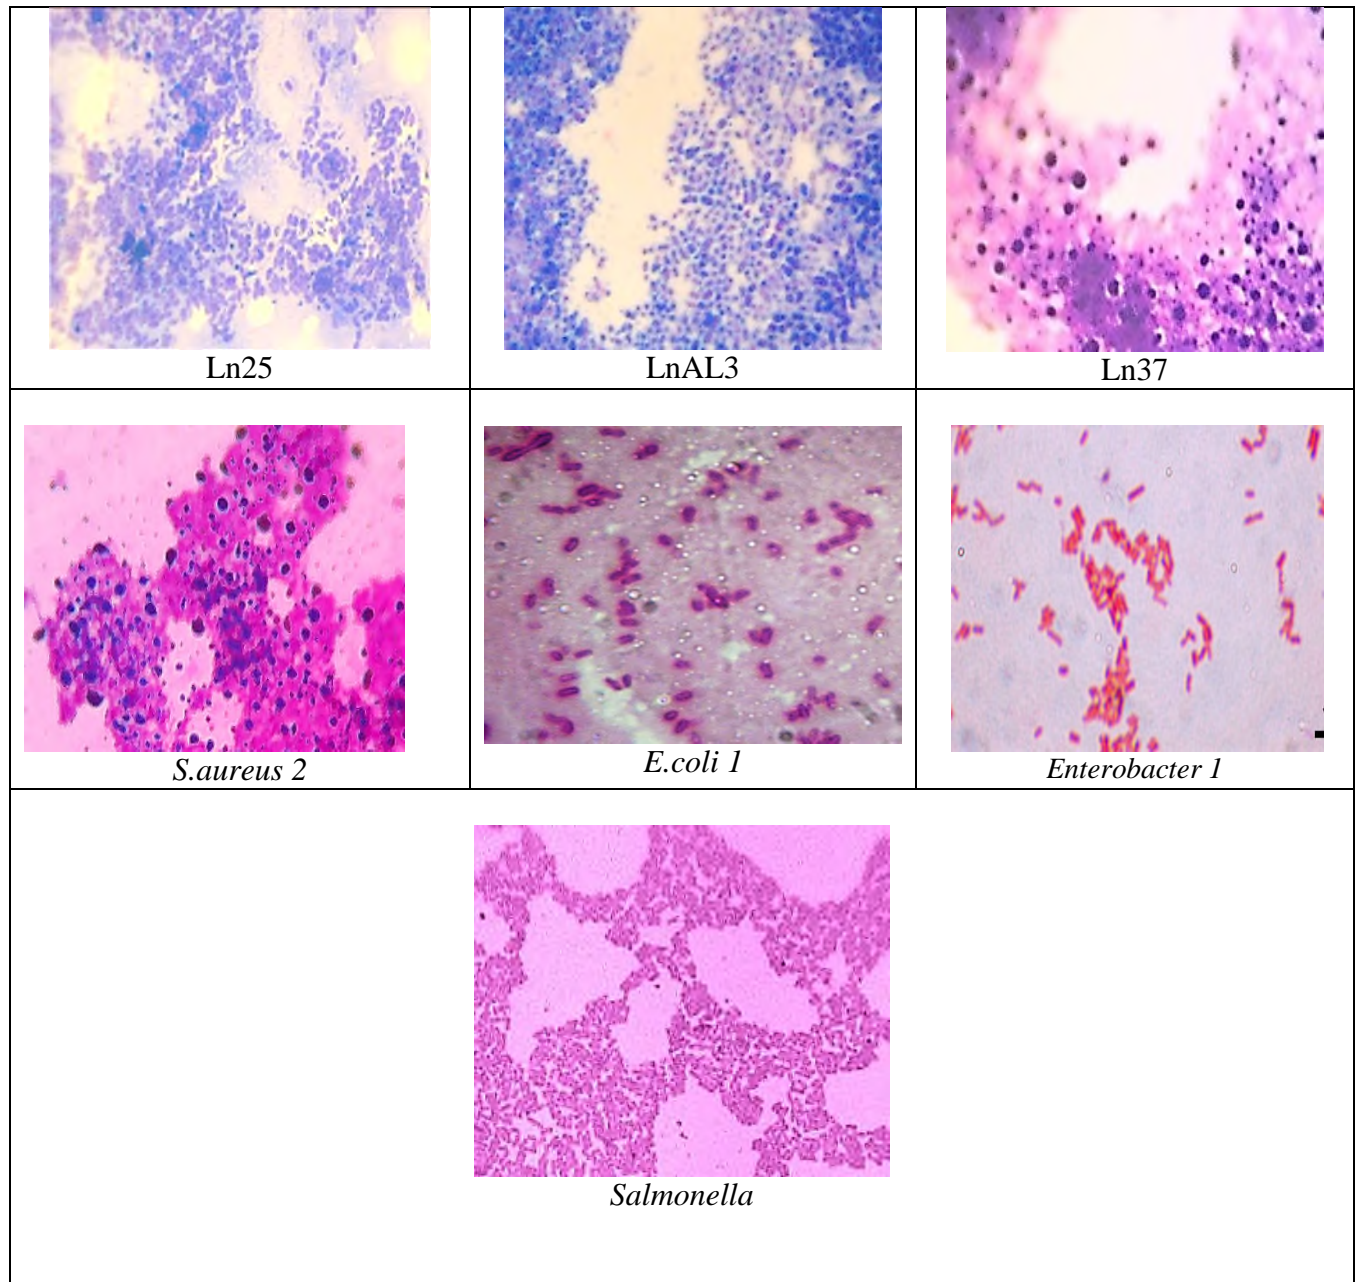 Ln25
LnAL3
Ln37
S.aureus 2
E.coli 1
Enterobacter 1
Salmonella